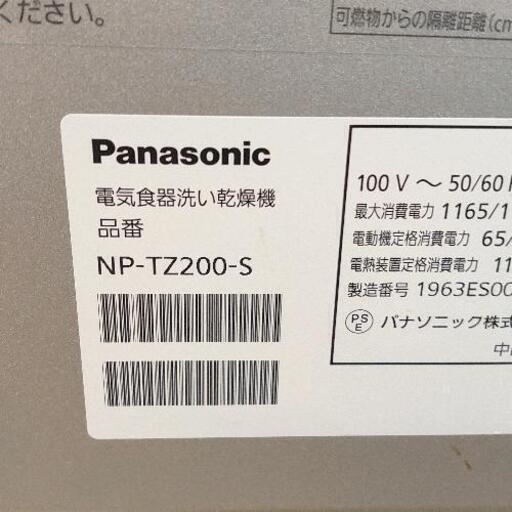 ください。
可燃物からの隔離距離(cm
Panasonic
電気食器洗い乾燥機
品番
NP-TZ200-S
100 V ～ 50/60
最大消費電力 1165/1
電動機定格消費電力 65/
電熱装置定格消費電力 11
製造番号 1963ES00
PS
E
パナソニック株式
中